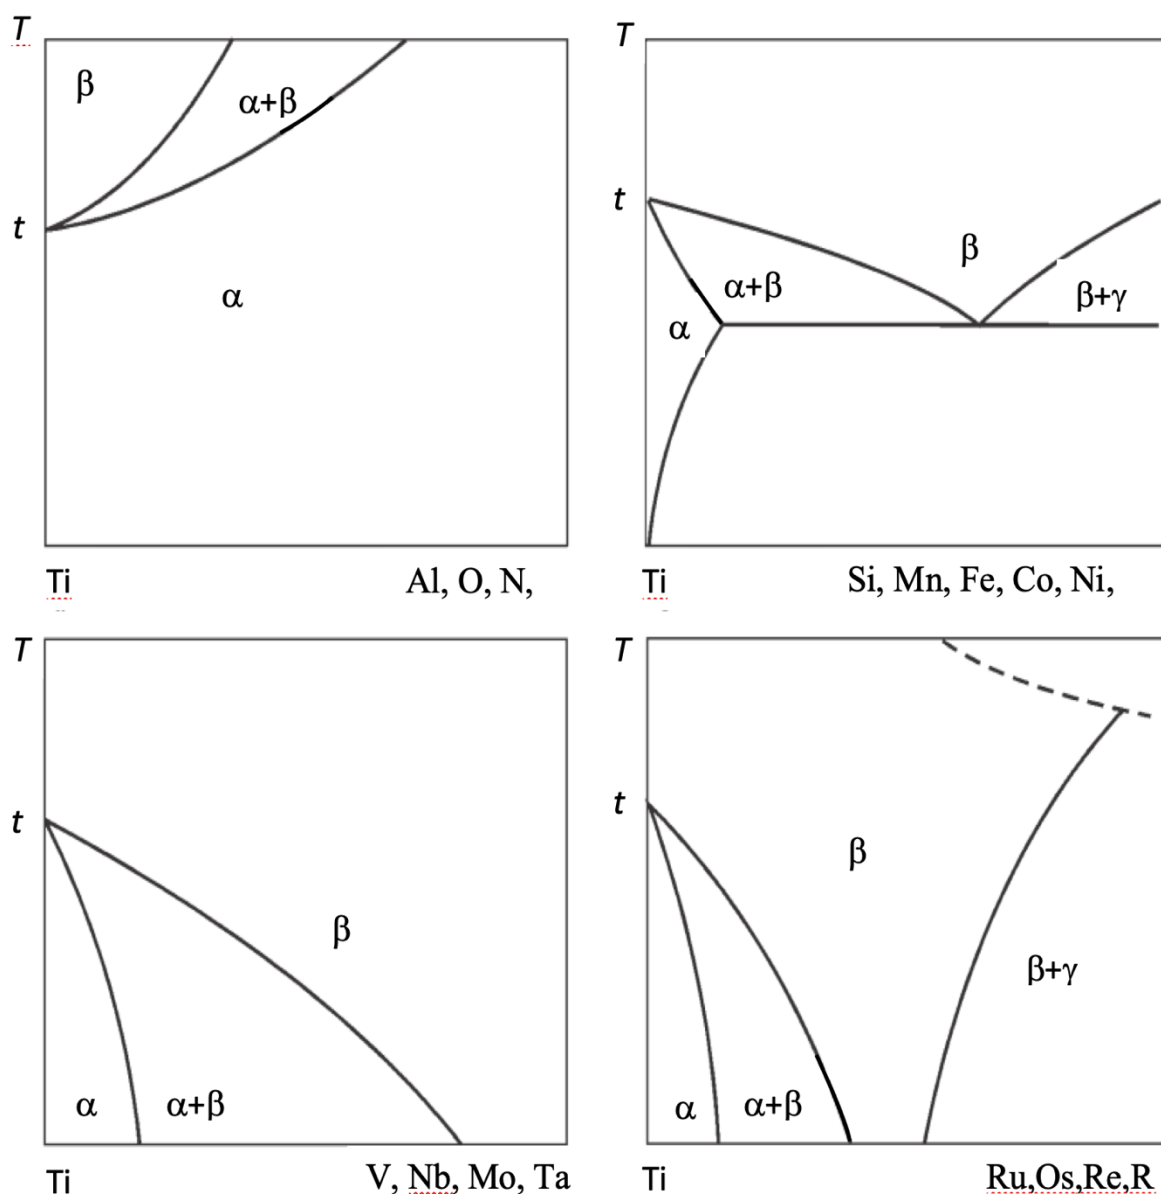 T
β
α+β
t
α
Ti
Al, O, N,
T
t
β
α+β
β+γ
α
Ti
Si, Mn, Fe, Co, Ni,
T
t
β
α
α+β
Ti
V, Nb, Mo, Ta
T
t
β
β+γ
α
α+β
Ti
Ru,Os,Re,R